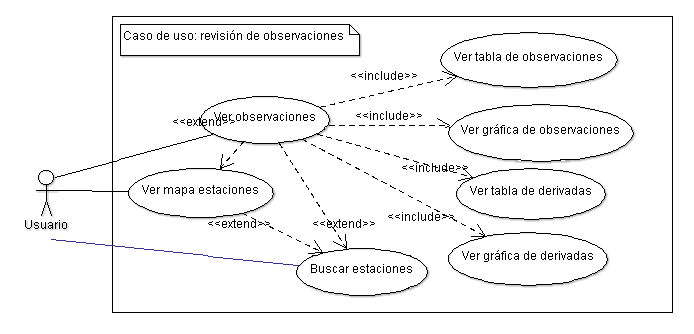 Caso de uso: revisión de observaciones
Ver tabla de observaciones
<<include>>
<<include>>
<<extend>>
Ver observaciones
Ver gráfica de observaciones
<<include>>
Ver mapa estaciones
Ver tabla de derivadas
Usuario
<<extend>>
<<extend>>
<<include>>
Ver gráfica de derivadas
Buscar estaciones